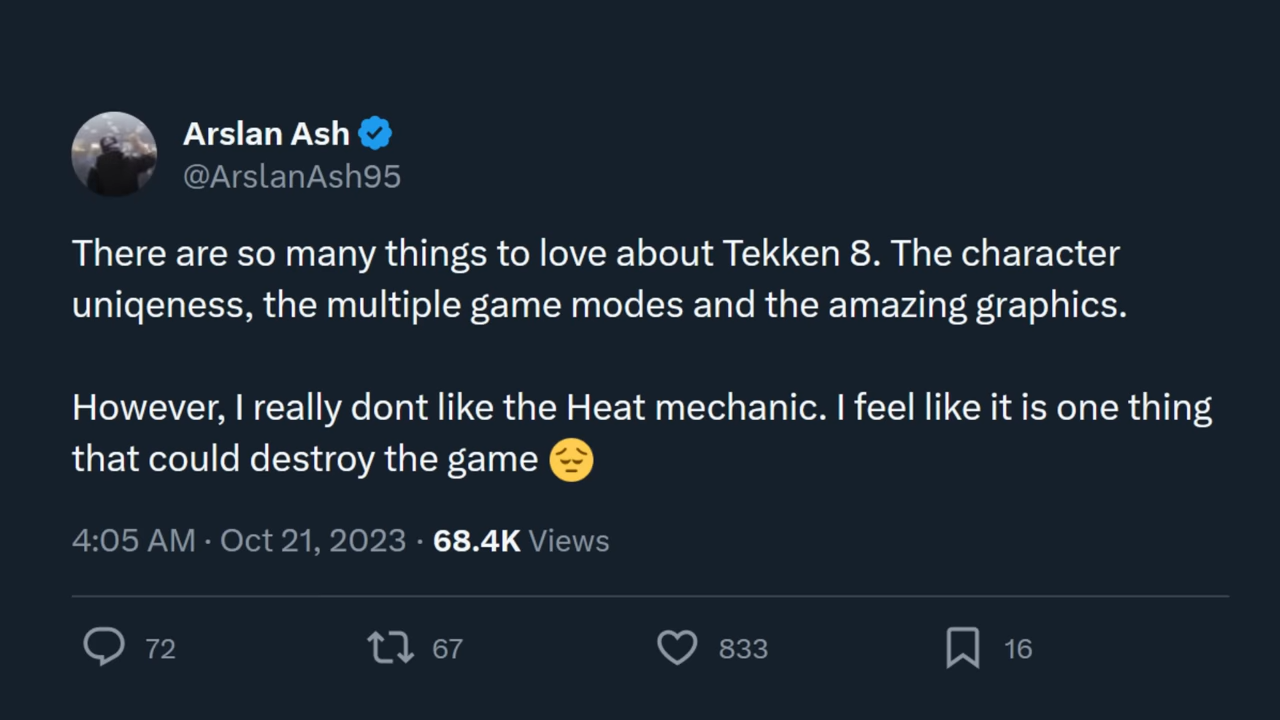 Arslan Ash
@ArslanAsh95
There are so many things to love about Tekken 8. The character
uniqeness, the multiple game modes and the amazing graphics.
However, I really dont like the Heat mechanic. I feel like it is one thing
that could destroy the game 😔
4:05 AM · Oct 21, 2023 · 68.4K Views
72 67 833 16